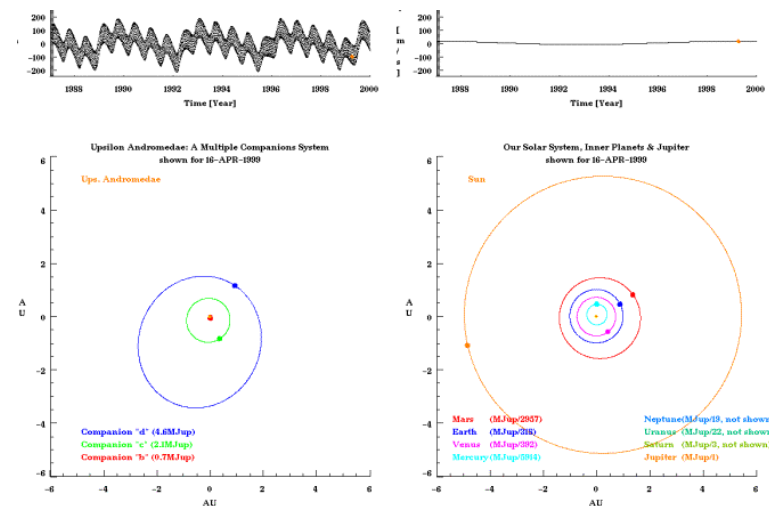 200
100
0
−100
−200
1988
1990
1992
1994
1996
1998
2000
Time [Year]
[
m
/
s
]
200
100
0
−100
−200
1988
1990
1992
1994
1996
1998
2000
Time [Year]
Upsilon Andromedae: A Multiple Companions System
shown for 16−APR−1999
Ups. Andromedae
6
4
2
0
−2
−4
−6
A
U
Companion "d" (4.6MJup)
Companion "c" (2.1MJup)
Companion "b" (0.7MJup)
−6
−4
−2
0
2
4
6
AU
Our Solar System, Inner Planets & Jupiter
shown for 16−APR−1999
Sun
6
4
2
0
−2
−4
−6
A
U
Mars (MJup/2957)
Earth (MJup/318)
Venus (MJup/392)
Mercury(MJup/5914)
Neptune(MJup/19, not shown
Uranus (MJup/22, not shown
Saturn (MJup/3, not shown)
Jupiter (MJup/1)
−6
−4
−2
0
2
4
6
AU